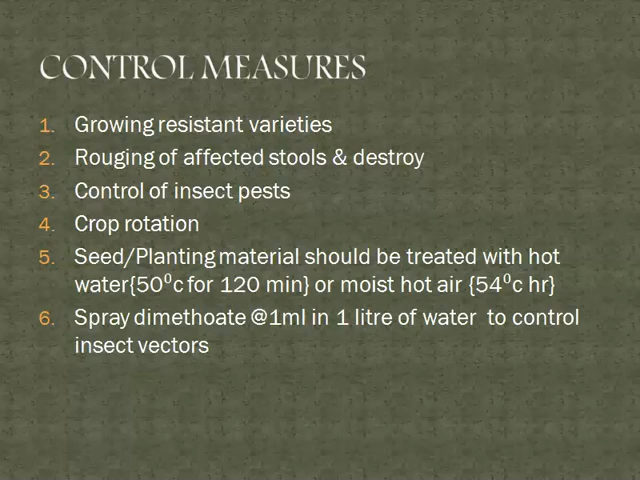 CONTROL MEASURES
1. Growing resistant varieties
2. Rouging of affected stools & destroy
3. Control of insect pests
4. Crop rotation
5. Seed/Planting material should be treated with hot
water{50⁰c for 120 min} or moist hot air {54⁰c hr}
6. Spray dimethoate @1ml in 1 litre of water to control
insect vectors